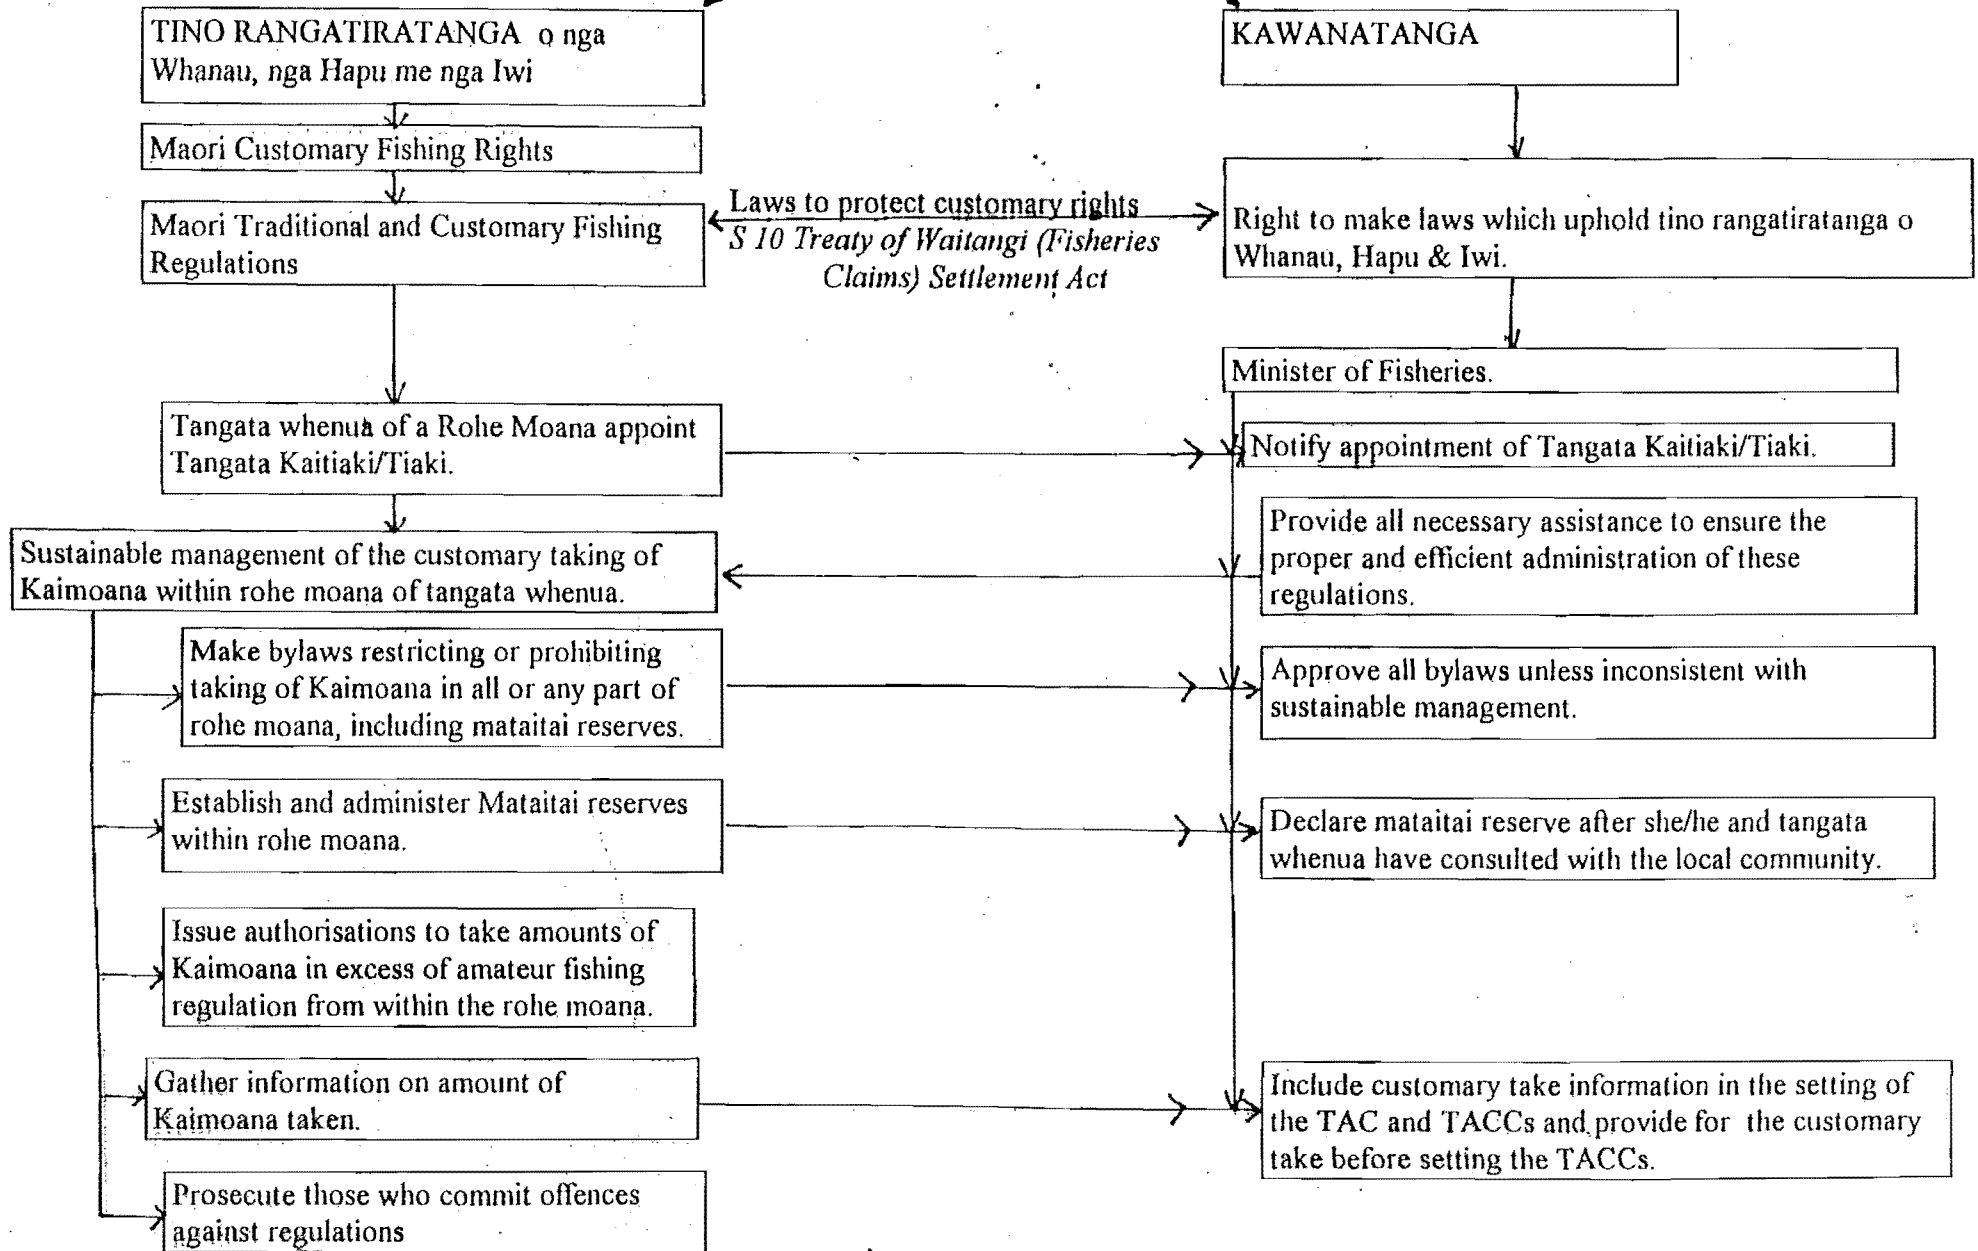 TINO RANGATIRATANGA o nga
Whanau, nga Hapu me nga Iwi
KAWANATANGA
Maori Customary Fishing Rights
Maori Traditional and Customary Fishing
Regulations
Laws to protect customary rights
S 10 Treaty of Waitangi (Fisheries
Claims) Settlement Act
Right to make laws which uphold tino rangatiratanga o
Whanau, Hapu & Iwi.
Minister of Fisheries.
Tangata whenua of a Rohe Moana appoint
Tangata Kaitiaki/Tiaki.
Notify appointment of Tangata Kaitiaki/Tiaki.
Sustainable management of the customary taking of
Kaimoana within rohe moana of tangata whenua.
Provide all necessary assistance to ensure the
proper and efficient administration of these
regulations.
Make bylaws restricting or prohibiting
taking of Kaimoana in all or any part of
rohe moana, including mataitai reserves.
Approve all bylaws unless inconsistent with
sustainable management.
Establish and administer Mataitai reserves
within rohe moana.
Declare mataitai reserve after she/he and tangata
whenua have consulted with the local community.
Issue authorisations to take amounts of
Kaimoana in excess of amateur fishing
regulation from within the rohe moana.
Gather information on amount of
Kaimoana taken.
Include customary take information in the setting of
the TAC and TACCs and provide for the customary
take before setting the TACCs.
Prosecute those who commit offences
against regulations